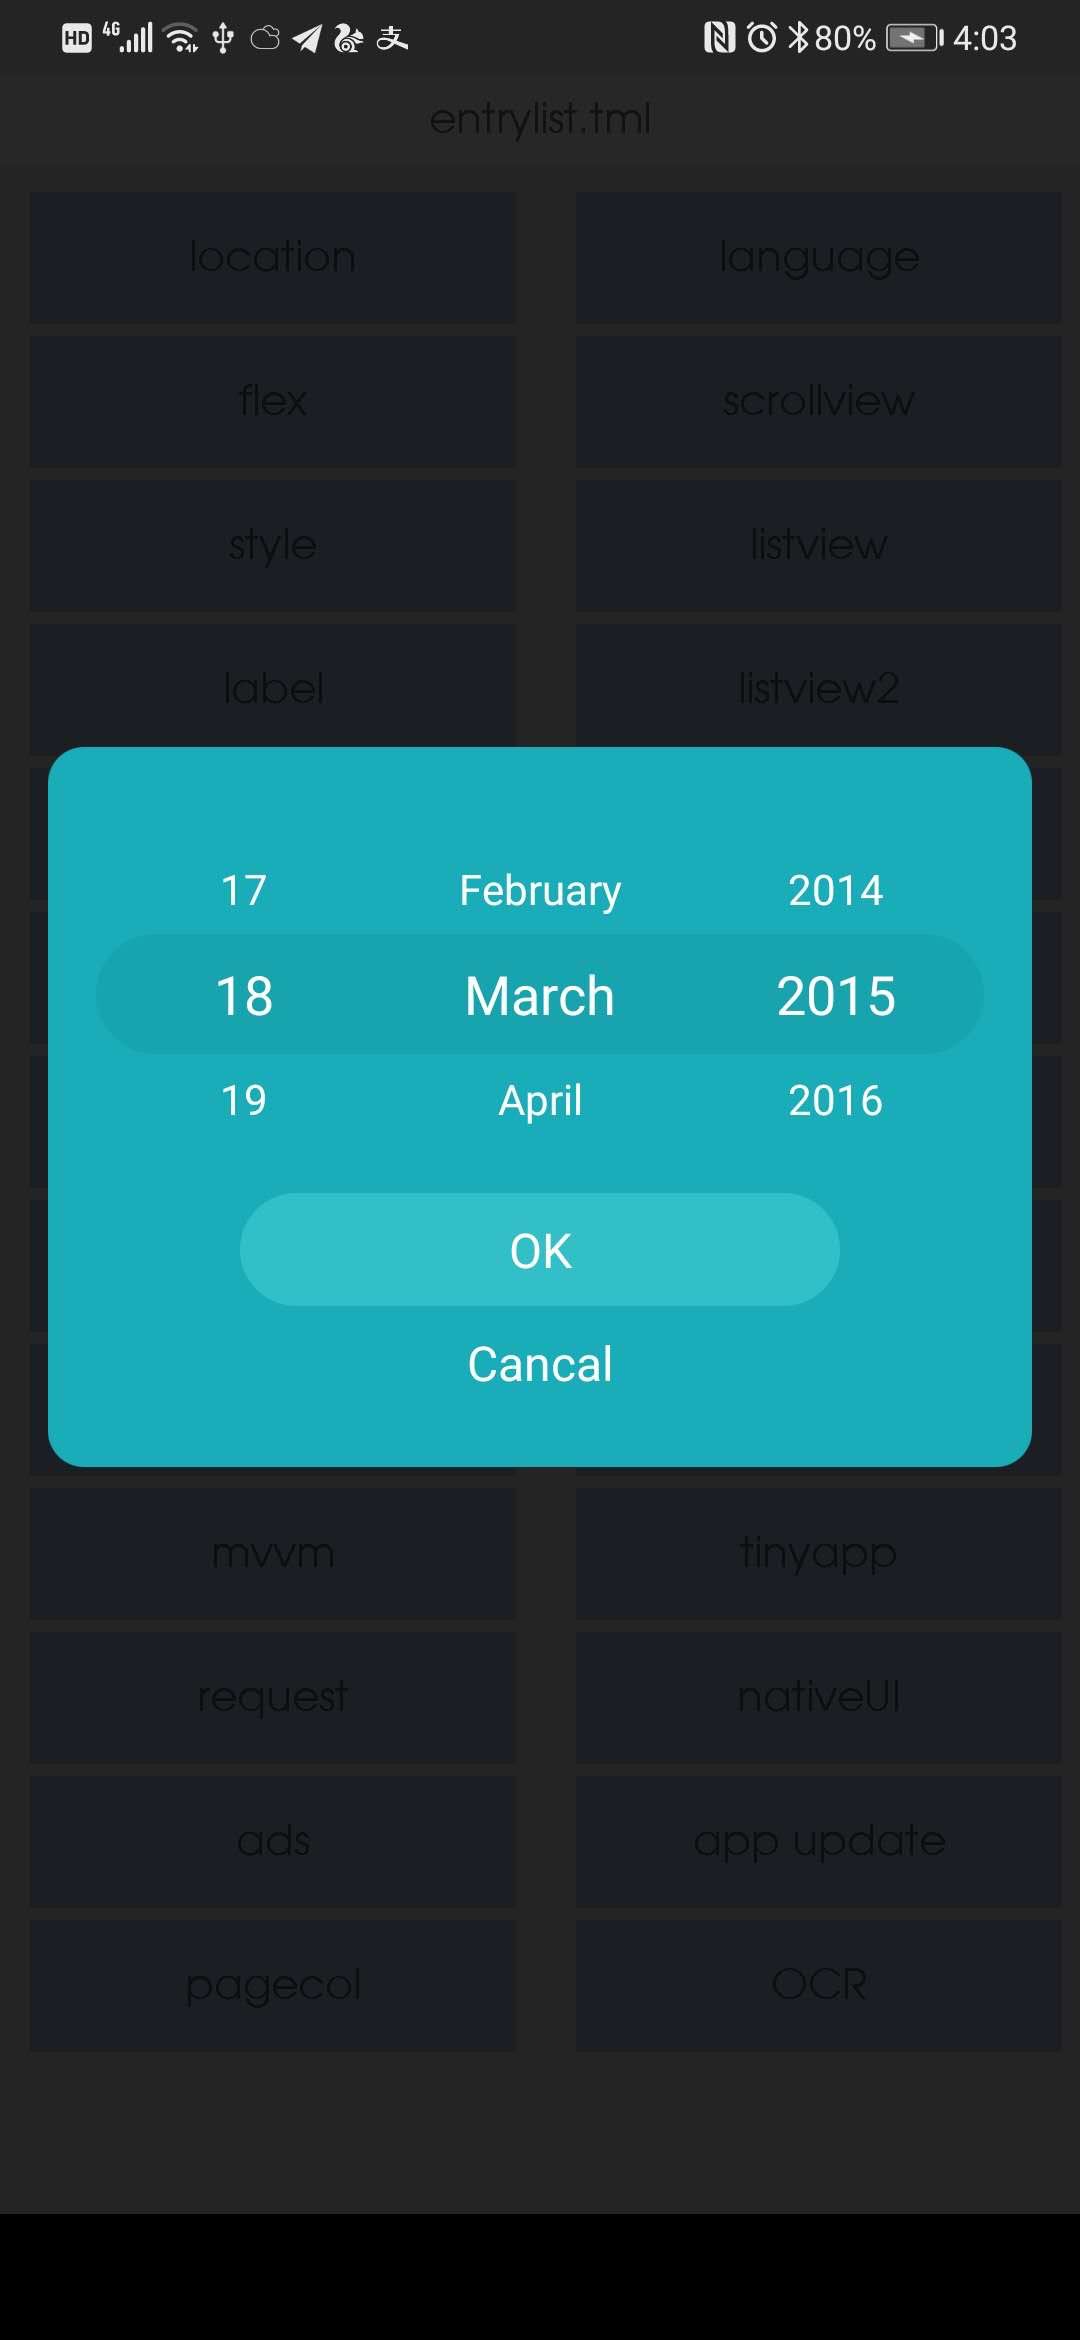 HD 4G 支 80% 4:03
entrylist.tml
location language
flex scrollview
style listview
label listview2
17 February 2014
18 March 2015
19 April 2016
OK
Cancal
mvvm tinyapp
request nativeUI
ads app update
pagecol OCR